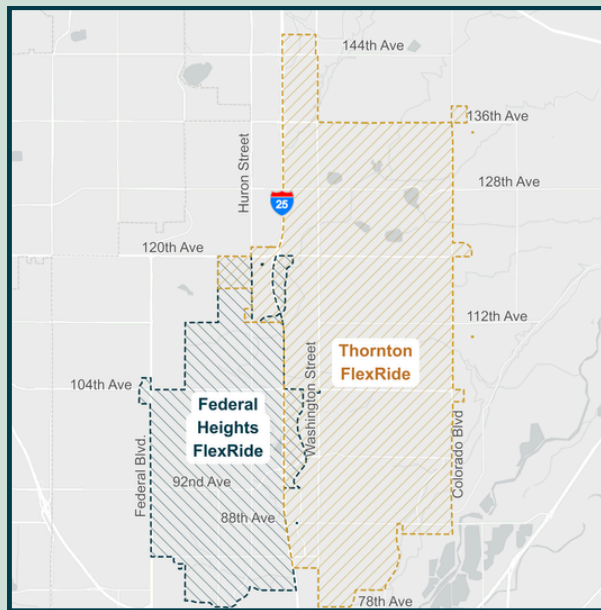 144th Ave
136th Ave
Huron Street
128th Ave
25
120th Ave
112th Ave
Thornton
FlexRide
Washington Street
104th Ave
Federal
Heights
FlexRide
Colorado Blvd
Federal Blvd.
92nd Ave
88th Ave
78th Ave